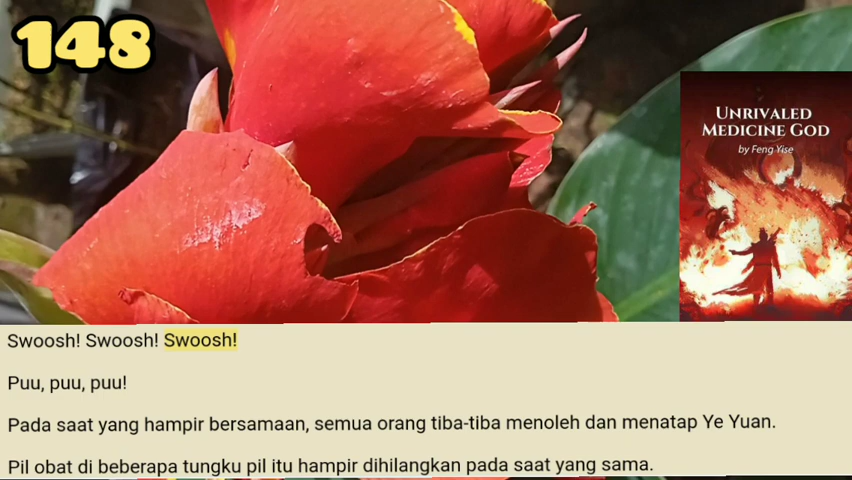 148
UNRIVALED
MEDICINE GOD
by Feng Yise
Swoosh! Swoosh! Swoosh!
Puu, puu, puu!
Pada saat yang hampir bersamaan, semua orang tiba-tiba menoleh dan menatap Ye Yuan.
Pil obat di beberapa tungku pil itu hampir dihilangkan pada saat yang sama.